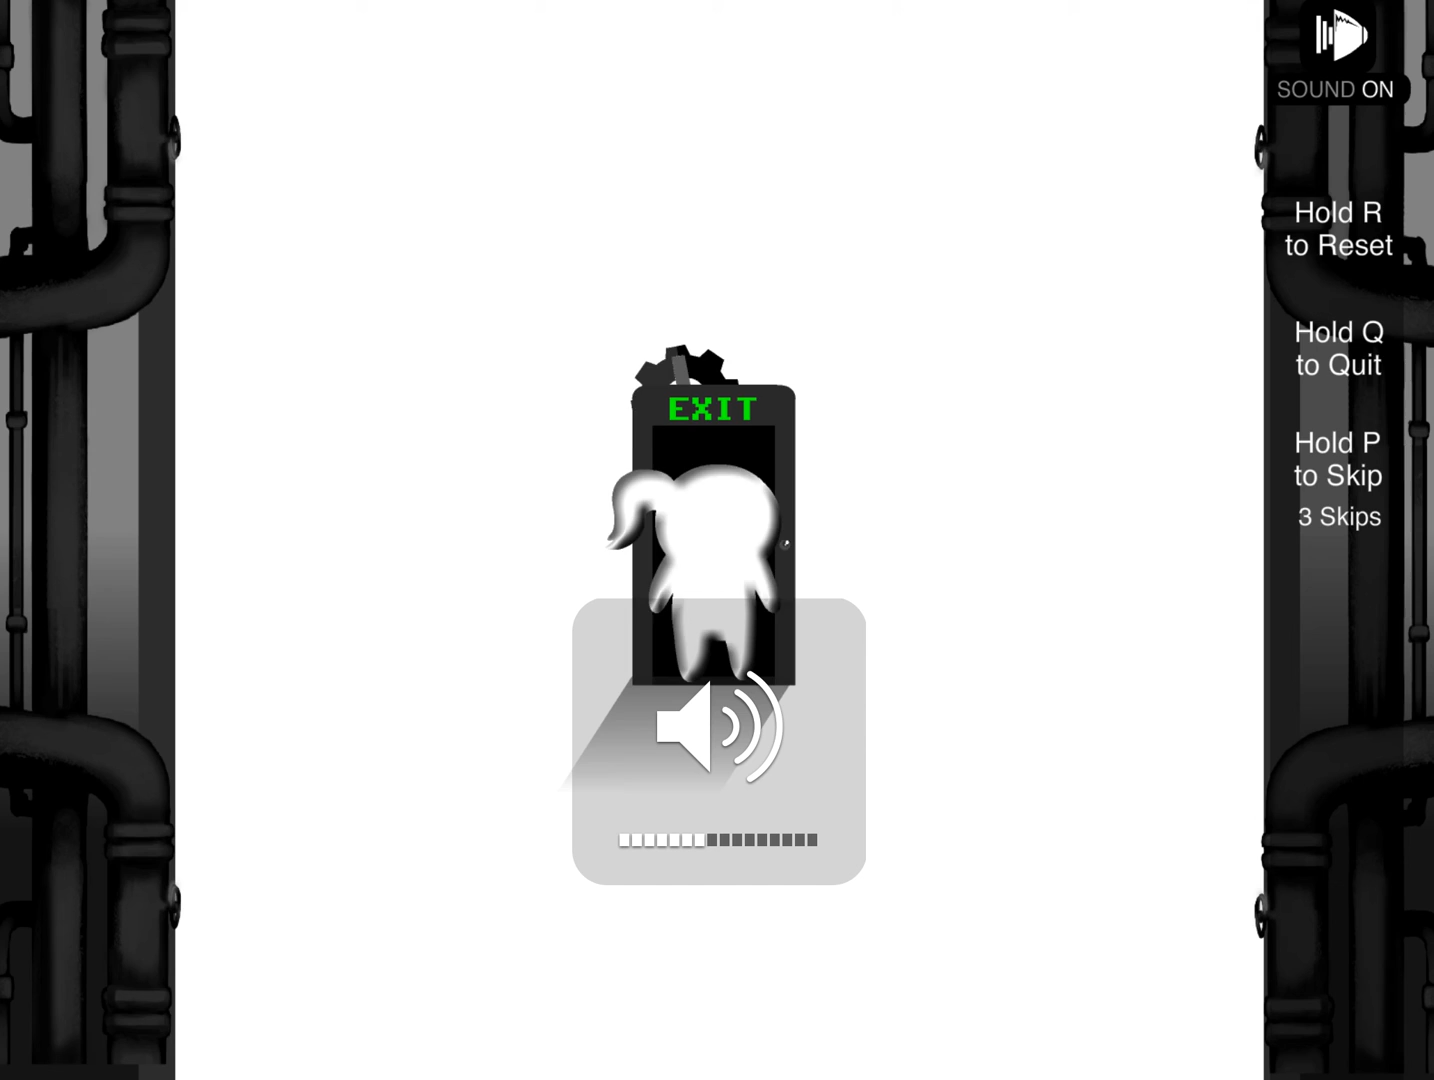 SOUND ON
Hold R
to Reset
Hold Q
to Quit
EXIT
Hold P
to Skip
3 Skips